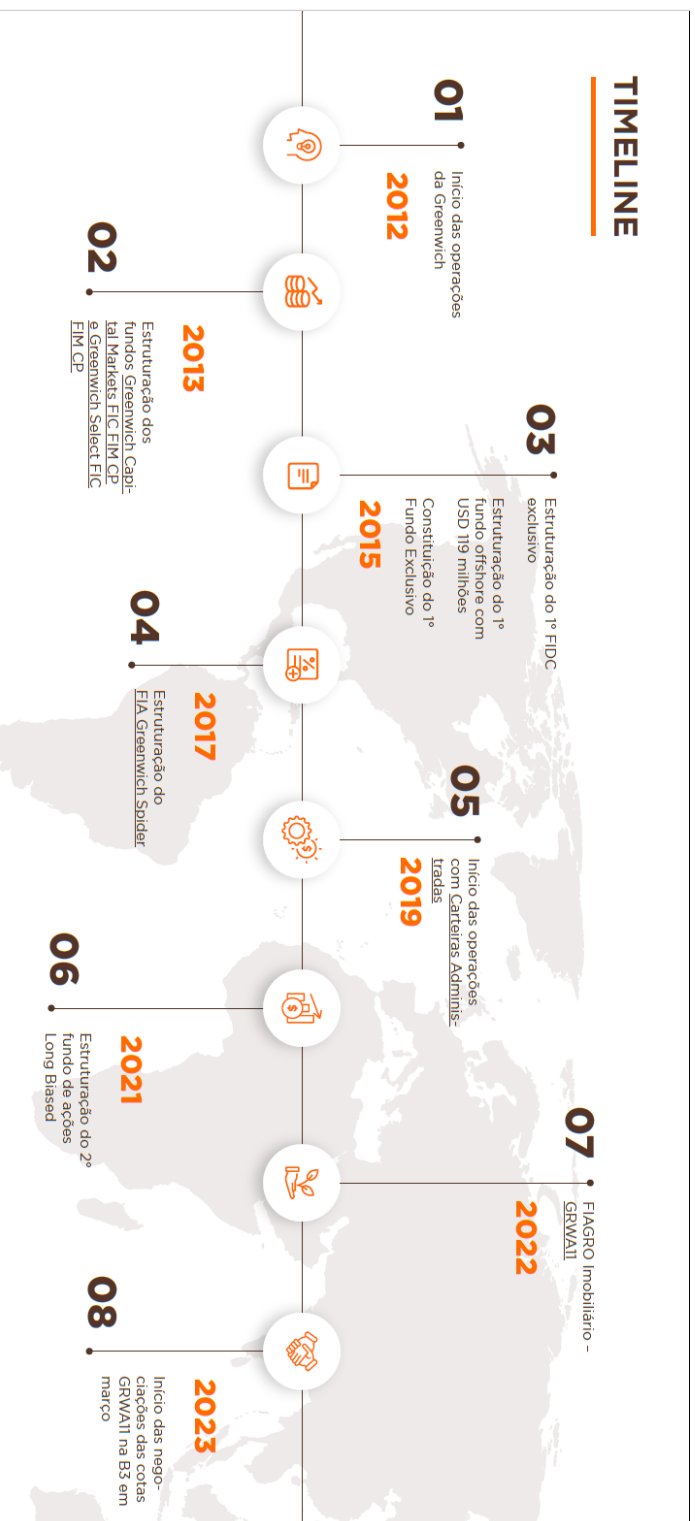 TIMELINE
01
Início das operações
da Greenwich
2012
02
2013
Estruturação dos
fundos Greenwich Capi-
tal Markets FIC FIM CP
e Greenwich Select FIC
FIM CP
03
Estruturação do 1º FIDC
exclusivo
Estruturação do 1º
fundo offshore com
USD 119 milhões
Constituição do 1º
Fundo Exclusivo
2015
04
2017
Estruturação do
FIA Greenwich Spider
05
Início das operações
com Carteiras Adminis-
tradas
2019
06
2021
Estruturação do 2º
fundo de ações
Long Biased
07
FIAGRO Imobiliário –
GRWA11
2022
08
2023
Início das nego-
ciações das cotas
GRWA11 na B3 em
março